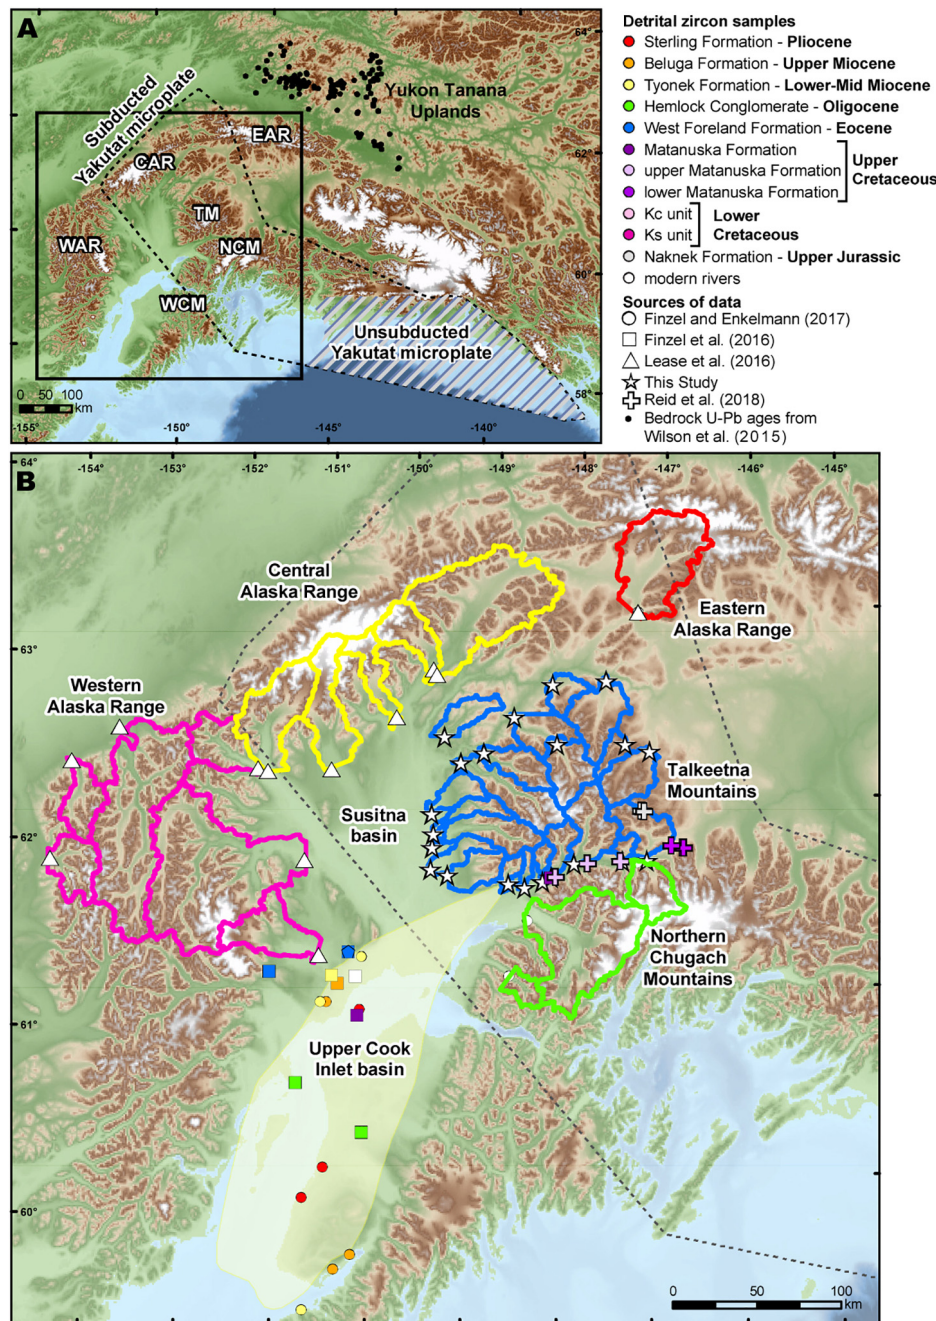 A
64°
Yukon Tanana
Uplands
Subducted
Yakutat microplate
EAR
CAR
62°
TM
WAR
NCM
60°
WCM
Unsubducted
Yakutat microplate
58°
0 50 100
km
-155°
-150°
-145°
-140°
Detrital zircon samples
Sterling Formation - Pliocene
Beluga Formation - Upper Miocene
Tyonek Formation - Lower-Mid Miocene
Hemlock Conglomerate - Oligocene
West Foreland Formation - Eocene
Matanuska Formation
upper Matanuska Formation
lower Matanuska Formation
Upper
Cretaceous
Kc unit
Ks unit
Lower
Cretaceous
Naknek Formation - Upper Jurassic
modern rivers
Sources of data
Finzel and Enkelmann (2017)
Finzel et al. (2016)
Lease et al. (2016)
This Study
Reid et al. (2018)
Bedrock U-Pb ages from
Wilson et al. (2015)
64°
-154°
-153°
-152°
-151°
-150°
-149°
-148°
-147°
-146°
-145°
B
Central
Alaska Range
Eastern
Alaska Range
63°
Western
Alaska Range
Talkeetna
Mountains
Susitna
basin
62°
Northern
Chugach
Mountains
61°
Upper Cook
Inlet basin
60°
0 50 100
km